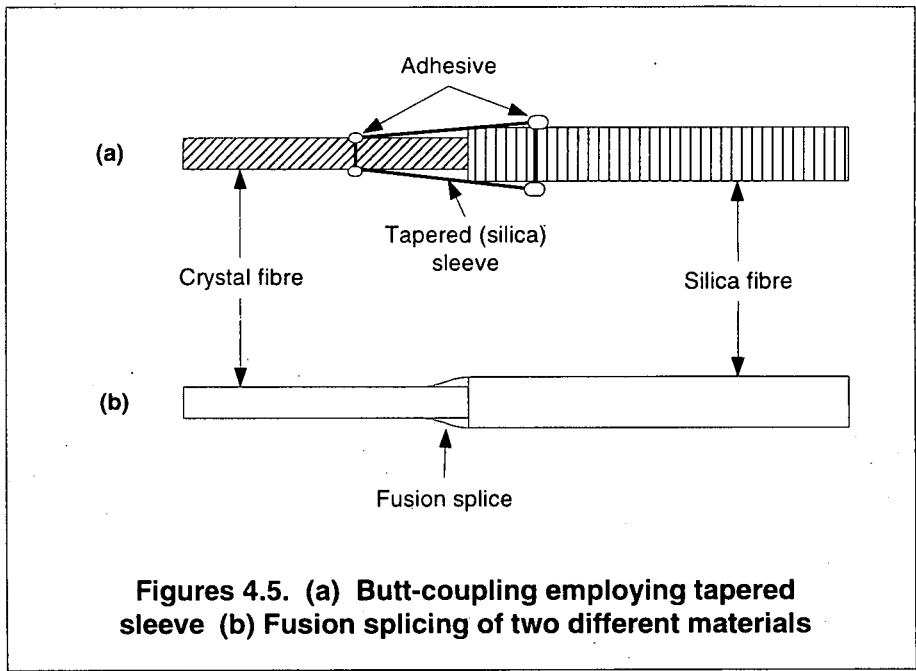 Adhesive
(a)
Tapered (silica)
sleeve
Crystal fibre
Silica fibre
(b)
Fusion splice
Figures 4.5. (a) Butt-coupling employing tapered
sleeve (b) Fusion splicing of two different materials